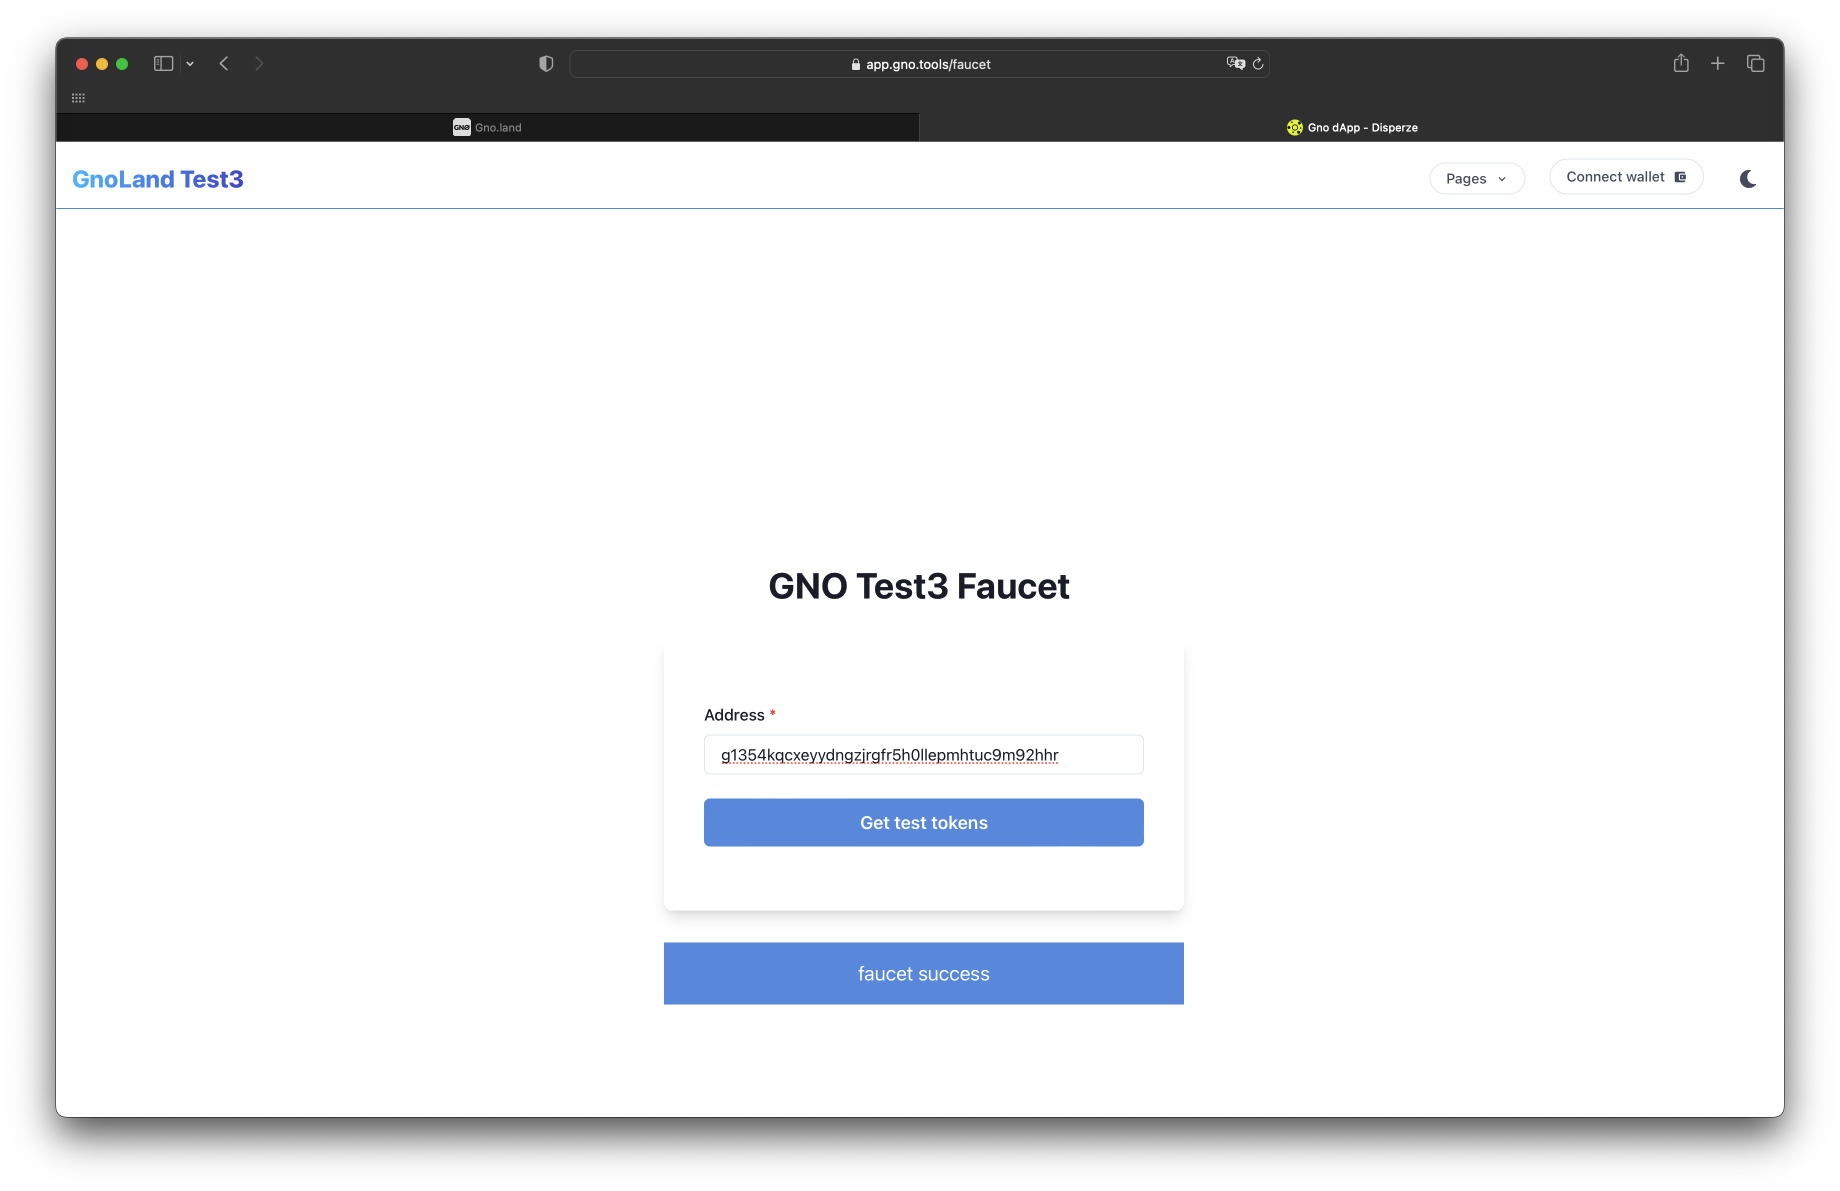 app.gno.tools/faucet
GNO Gno.land
Gno dApp - Disperze
GnoLand Test3
Pages
Connect wallet
GNO Test3 Faucet
Address *
g1354kqcxeyydngzjrgfr5h0llepmhtuc9m92hhr
Get test tokens
faucet success